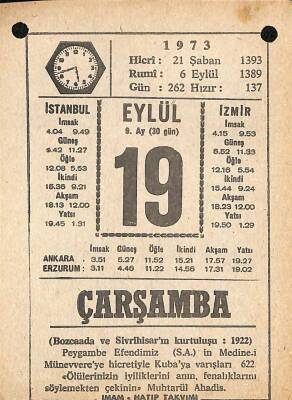 1973
Hicrî: 21 Şaban 1393
Rumî: 6 Eylül 1389
Gün : 262 Hızır : 137
İSTANBUL
İmsak
4.04 9.49
Güneş
5.42 11.27
Öğle
12.08 5.53
İkindi
15.36 9.21
Akşam
18.13 12.00
Yatsı
19.45 1.31
EYLÜL
9. Ay (30 gün)
19
İZMİR
İmsak
4.15 9.53
Güneş
5.52 11.33
Öğle
12.16 5.54
İkindi
15.44 9.24
Akşam
18.23 12.00
Yatsı
19.50 1.29
İmsak Güneş Öğle İkindi Akşam Yatsı
ANKARA : 3.51 5.27 11.52 15.21 17.57 19.27
ERZURUM : 3.11 4.46 11.22 14.56 17.31 19.02
ÇARŞAMBA
(Bozcaada ve Sivrihisar'ın kurtuluşu : 1922)
Peygambe Efendimiz (S.A.) in Medine-i
Münevvere'ye hicretiyle Kuba'ya varışları 622
«Ölülerinizin iyiliklerini anın, fenalıklarını
söylemekten çekinin» Muhtarül Ahadis.
İMAM - HATİP TAKVİMİ